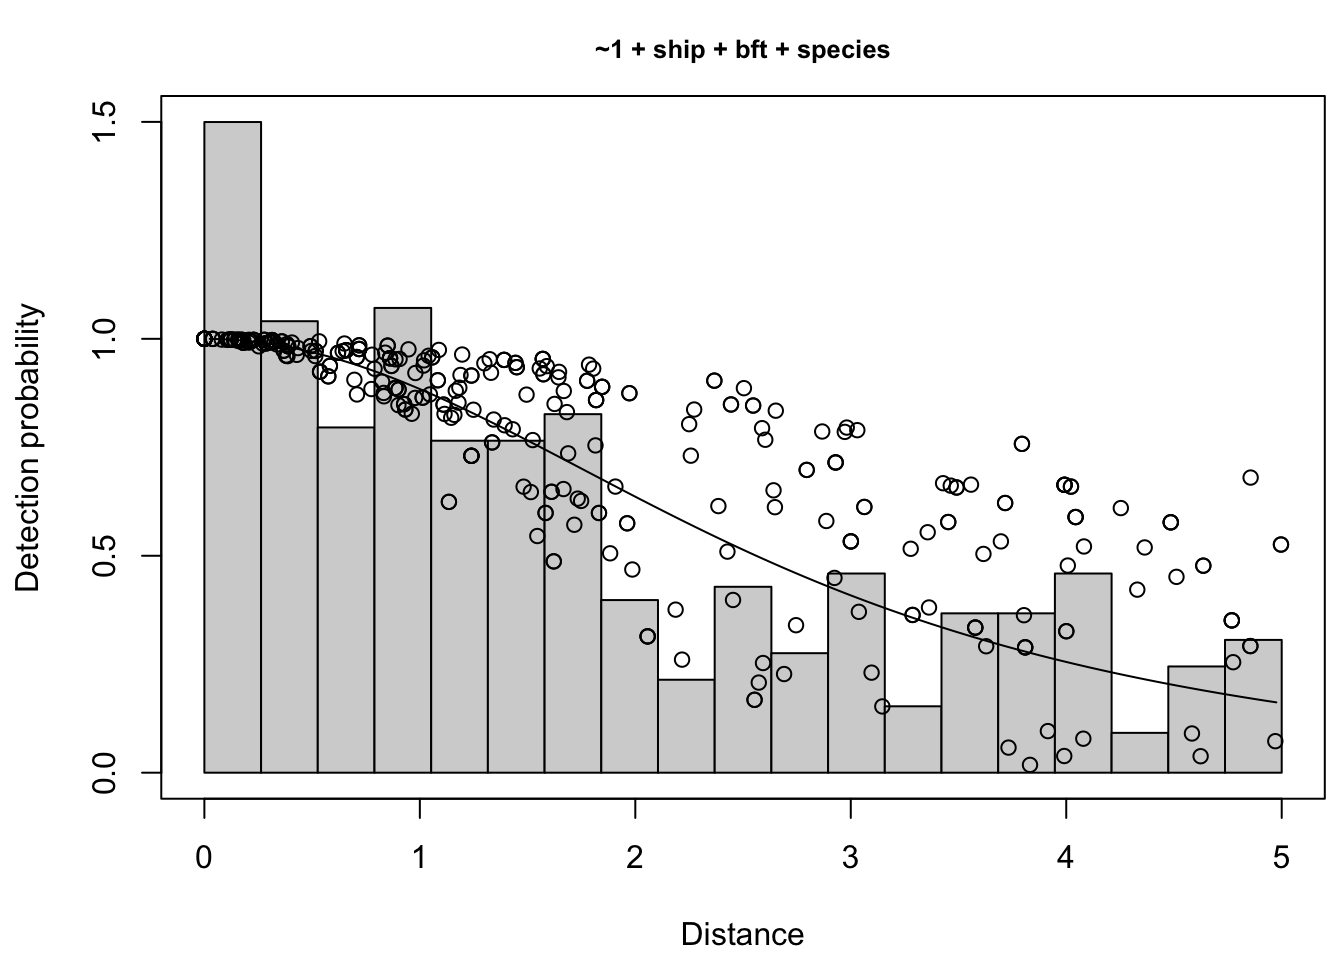 ~1 + ship + bft + species
Detection probability
1.5
1.0
0.5
0.0
0 1 2 3 4 5
Distance